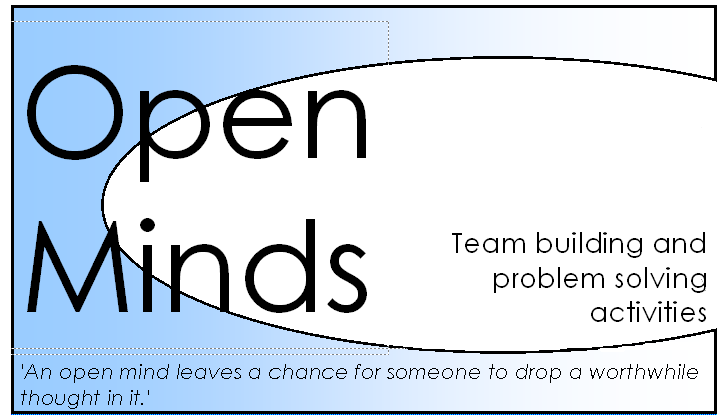 Open
Minds
Team building and
problem solving
activities
'An open mind leaves a chance for someone to drop a worthwhile
thought in it.'